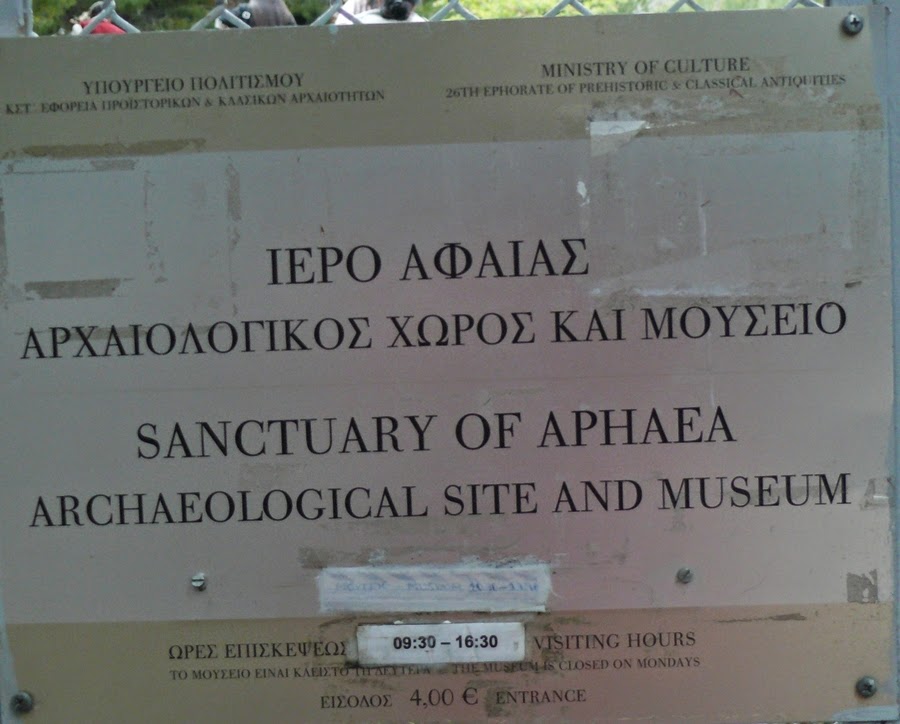 ΥΠΟΥΡΓΕΙΟ ΠΟΛΙΤΙΣΜΟΥ
ΚΣΤ΄ ΕΦΟΡΕΙΑ ΠΡΟΪΣΤΟΡΙΚΩΝ & ΚΛΑΣΙΚΩΝ ΑΡΧΑΙΟΤΗΤΩΝ
MINISTRY OF CULTURE
26TH EPHORATE OF PREHISTORIC & CLASSICAL ANTIQUITIES
ΙΕΡΟ ΑΦΑΙΑΣ
ΑΡΧΑΙΟΛΟΓΙΚΟΣ ΧΩΡΟΣ ΚΑΙ ΜΟΥΣΕΙΟ
SANCTUARY OF APHAEA
ARCHAEOLOGICAL SITE AND MUSEUM
ΩΡΕΣ ΕΠΙΣΚΕΨΕΩΣ 09:30 – 16:30 VISITING HOURS
ΤΟ ΜΟΥΣΕΙΟ ΕΙΝΑΙ ΚΛΕΙΣΤΟ ΤΗ ΔΕΥΤΕΡΑ – THE MUSEUM IS CLOSED ON MONDAYS
ΕΙΣΟΔΟΣ 4,00 € ENTRANCE